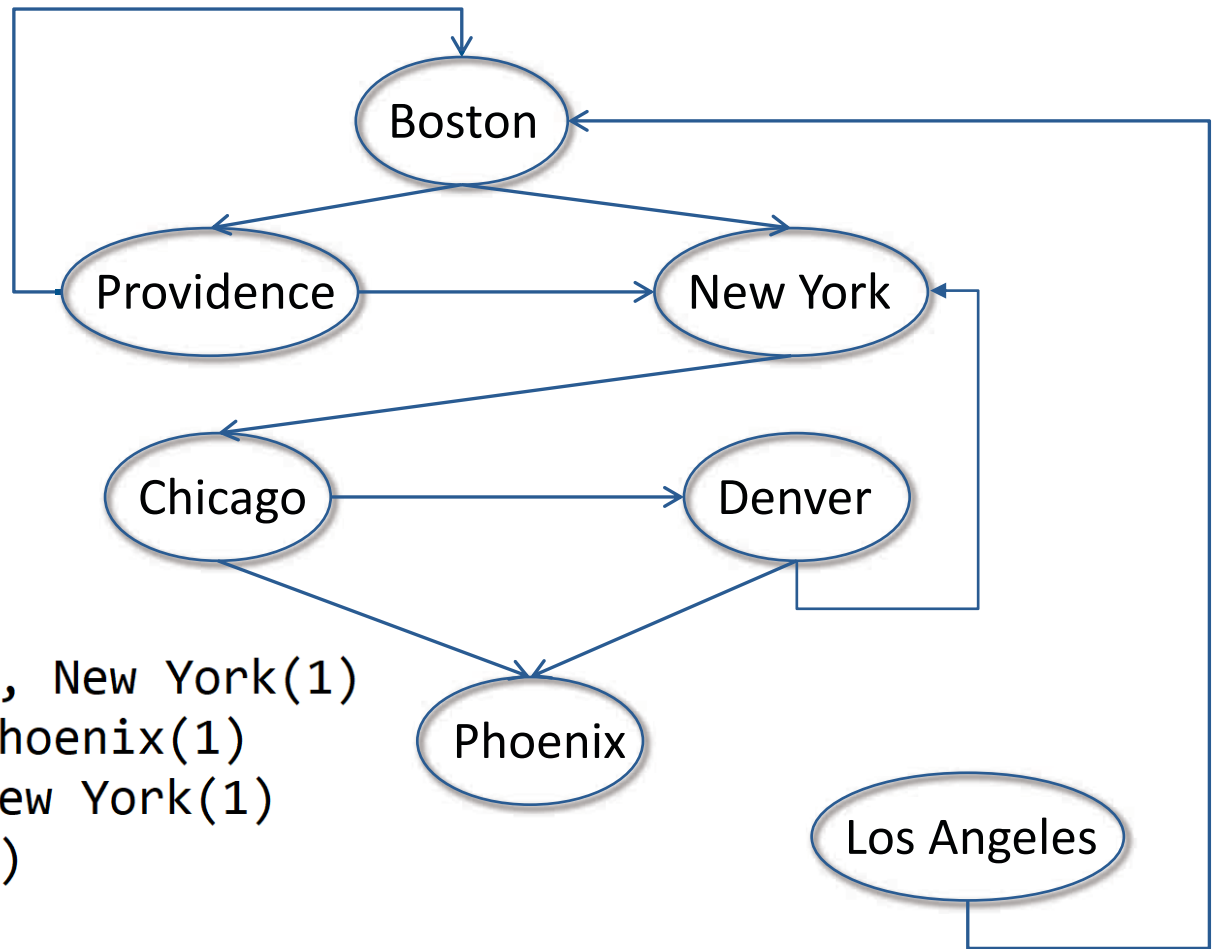 Boston
Providence
New York
Chicago
Denver
, New York(1)
hoenix(1)
ew York(1)
)
Phoenix
Los Angeles